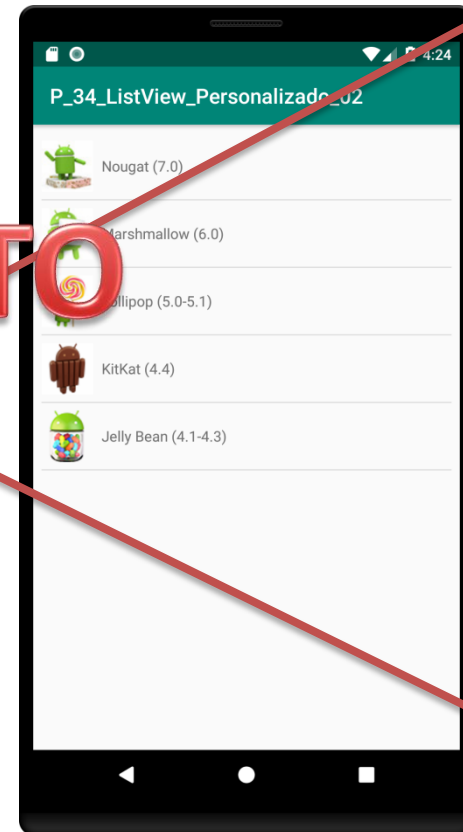 4:24
P_34_ListView_Personalizado_02
Nougat (7.0)
Marshmallow (6.0)
TO
Lollipop (5.0-5.1)
KitKat (4.4)
Jelly Bean (4.1-4.3)